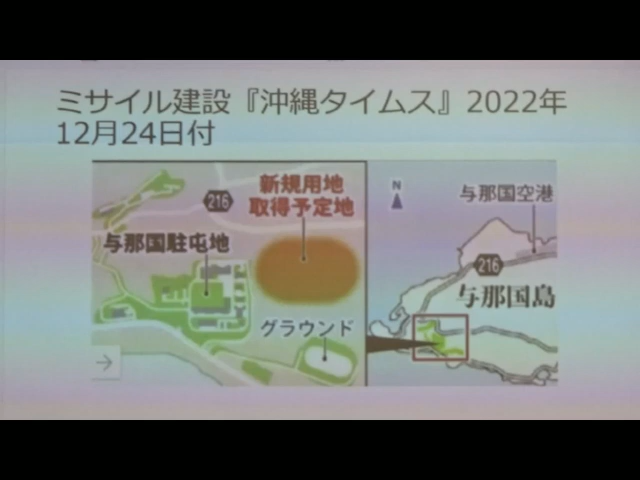 ミサイル建設『沖縄タイムス』2022年
12月24日付
216
新規用地
取得予定地
与那国駐屯地
グラウンド
N
与那国空港
216
与那国島